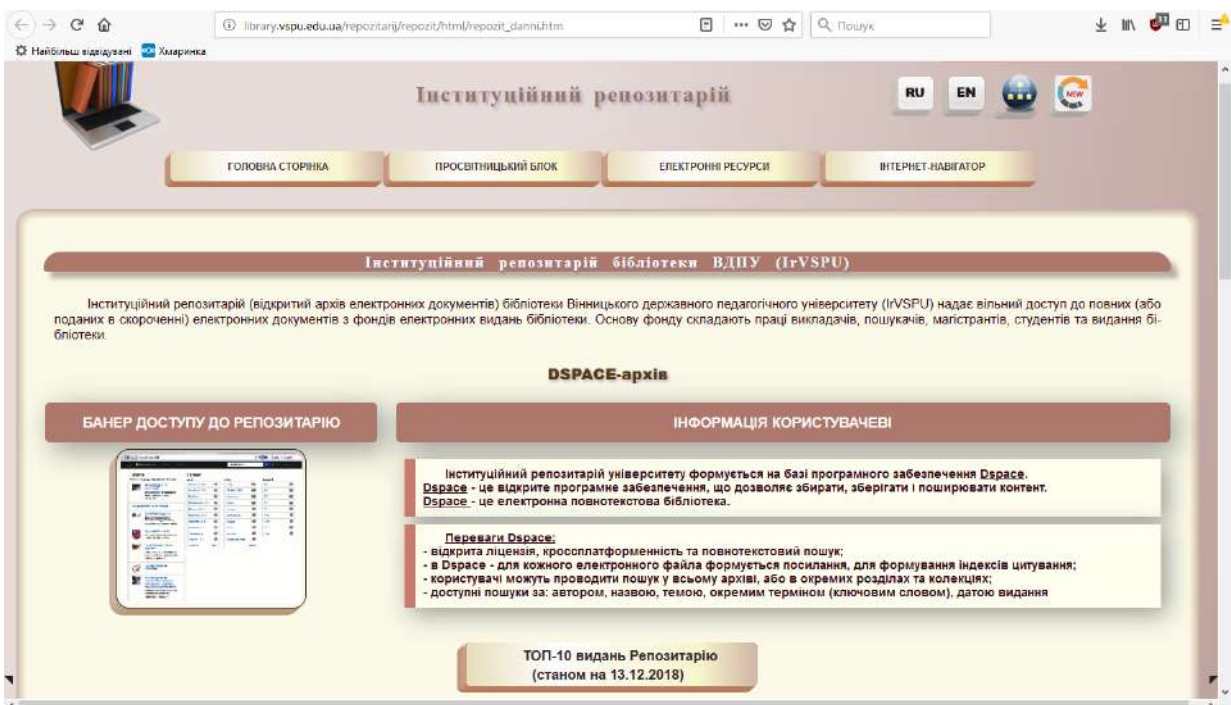 library.vspu.edu.ua/repozitarij/repozit/html/repozit_danni.htm
Пошук
11
Найбільш відвідувані Хмаринка
Інституційний репозитарій
RU EN NEW
ГОЛОВНА СТОРІНКА ПРОСВІТНИЦЬКИЙ БЛОК ЕЛЕКТРОННІ РЕСУРСИ ІНТЕРНЕТ-НАВІГАТОР
Інституційний репозитарій бібліотеки ВДПУ (IrVSPU)
Інституційний репозитарій (відкритий архів електронних документів) бібліотеки Вінницького державного педагогічного університету (IrVSPU) надає вільний доступ до повних (або
поданих в скороченні) електронних документів з фондів електронних видань бібліотеки. Основу фонду складають праці викладачів, пошукачів, магістрантів, студентів та видання бі-
бліотеки.
DSPACE-архів
БАНЕР ДОСТУПУ ДО РЕПОЗИТАРІЮ
ІНФОРМАЦІЯ КОРИСТУВАЧЕВІ
Інституційний репозитарій університету формується на базі програмного забезпечення Dspace.
Dspace - це відкрите програмне забезпечення, що дозволяє збирати, зберігати і поширювати контент.
Dspace - це електронна повнотекстова бібліотека.
Переваги Dspace:
- відкрита ліцензія, кроссплатформенність та повнотекстовий пошук;
- в Dspace - для кожного електронного файла формується посилання, для формування індексів цитування;
- користувачі можуть проводити пошук у всьому архіві, або в окремих розділах та колекціях;
- доступні пошуки за: автором, назвою, темою, окремим терміном (ключовим словом), датою видання
ТОП-10 видань Репозитарію
(станом на 13.12.2018)